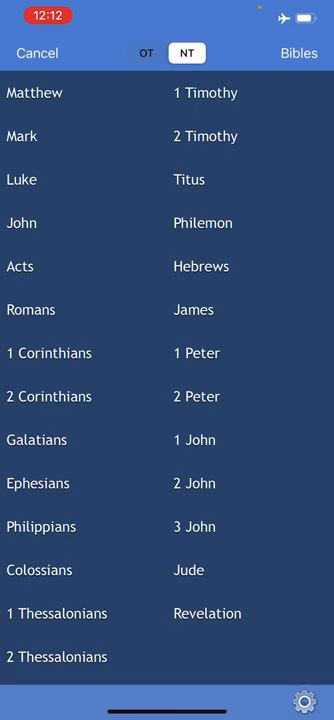 12:12
Cancel OT NT Bibles
Matthew 1 Timothy
Mark 2 Timothy
Luke Titus
John Philemon
Acts Hebrews
Romans James
1 Corinthians 1 Peter
2 Corinthians 2 Peter
Galatians 1 John
Ephesians 2 John
Philippians 3 John
Colossians Jude
1 Thessalonians Revelation
2 Thessalonians